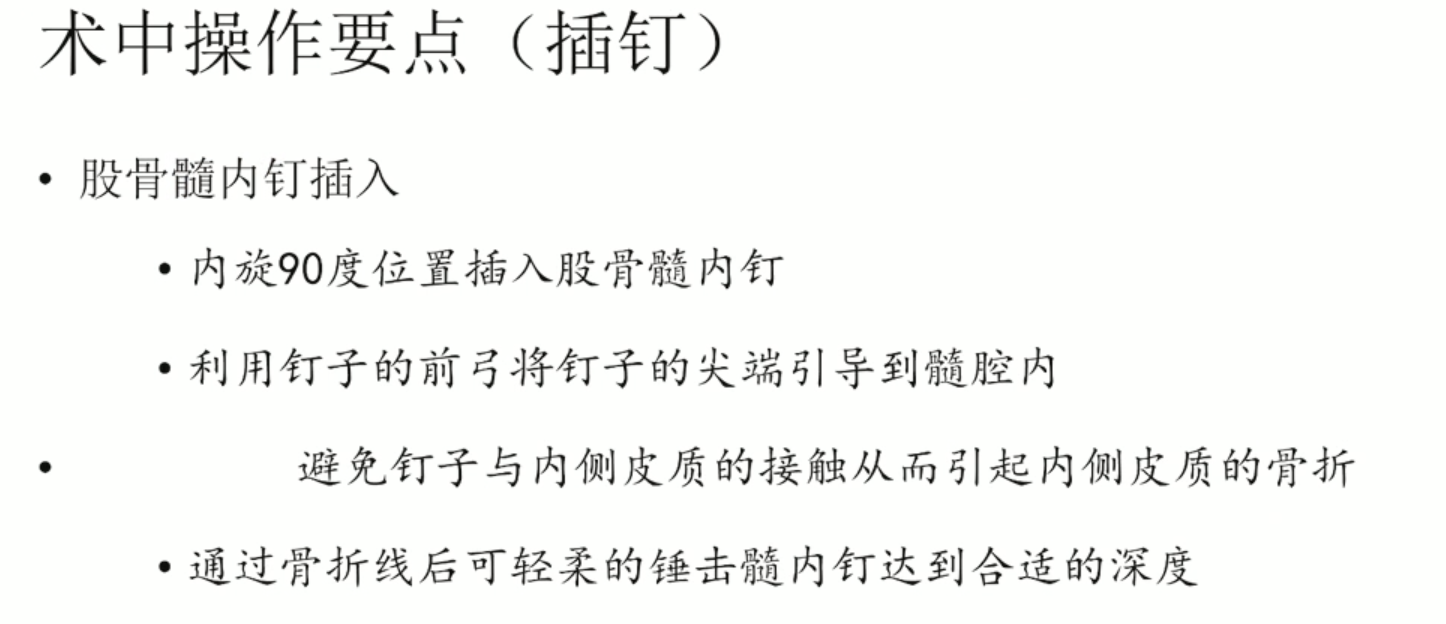 术中操作要点（插钉）
• 股骨髓内钉插入
• 内旋90度位置插入股骨髓内钉
• 利用钉子的前弓将钉子的尖端引导到髓腔内
• 避免钉子与内侧皮质的接触从而引起内侧皮质的骨折
• 通过骨折线后可轻柔的锤击髓内钉达到合适的深度